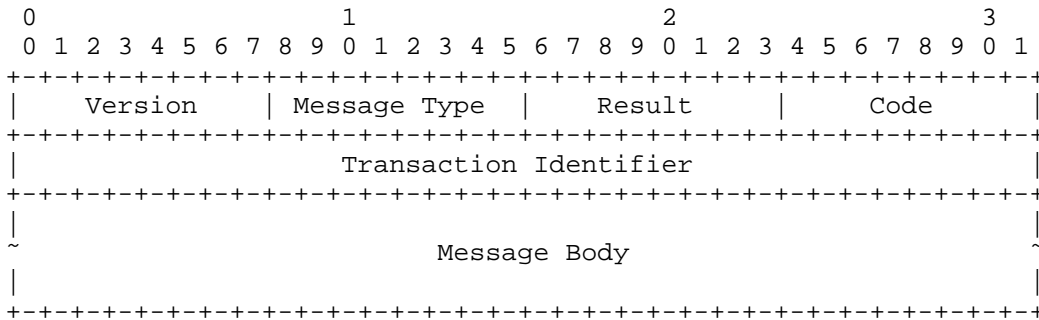 0                   1                   2                   3
0 1 2 3 4 5 6 7 8 9 0 1 2 3 4 5 6 7 8 9 0 1 2 3 4 5 6 7 8 9 0 1
+-+-+-+-+-+-+-+-+-+-+-+-+-+-+-+-+-+-+-+-+-+-+-+-+-+-+-+-+-+-+-+-+
|    Version    | Message Type  |    Result     |     Code      |
+-+-+-+-+-+-+-+-+-+-+-+-+-+-+-+-+-+-+-+-+-+-+-+-+-+-+-+-+-+-+-+-+
|                    Transaction Identifier                     |
+-+-+-+-+-+-+-+-+-+-+-+-+-+-+-+-+-+-+-+-+-+-+-+-+-+-+-+-+-+-+-+-+
|                                                               |
~                          Message Body                         ~
|                                                               |
+-+-+-+-+-+-+-+-+-+-+-+-+-+-+-+-+-+-+-+-+-+-+-+-+-+-+-+-+-+-+-+-+